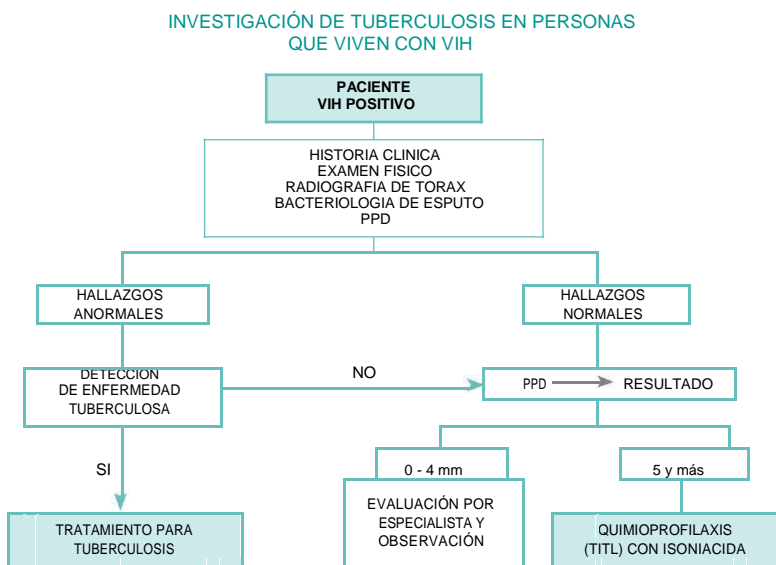 INVESTIGACIÓN DE TUBERCULOSIS EN PERSONAS
QUE VIVEN CON VIH
PACIENTE
VIH POSITIVO
HISTORIA CLINICA
EXAMEN FISICO
RADIOGRAFIA DE TORAX
BACTERIOLOGIA DE ESPUTO
PPD
HALLAZGOS
ANORMALES
HALLAZGOS
NORMALES
DETECCION
DE ENFERMEDAD
TUBERCULOSA
NO
PPD RESULTADO
SI
0 - 4 mm
5 y más
EVALUACIÓN POR
ESPECIALISTA Y
OBSERVACIÓN
TRATAMIENTO PARA
TUBERCULOSIS
QUIMIOPROFILAXIS
(TITL) CON ISONIACIDA